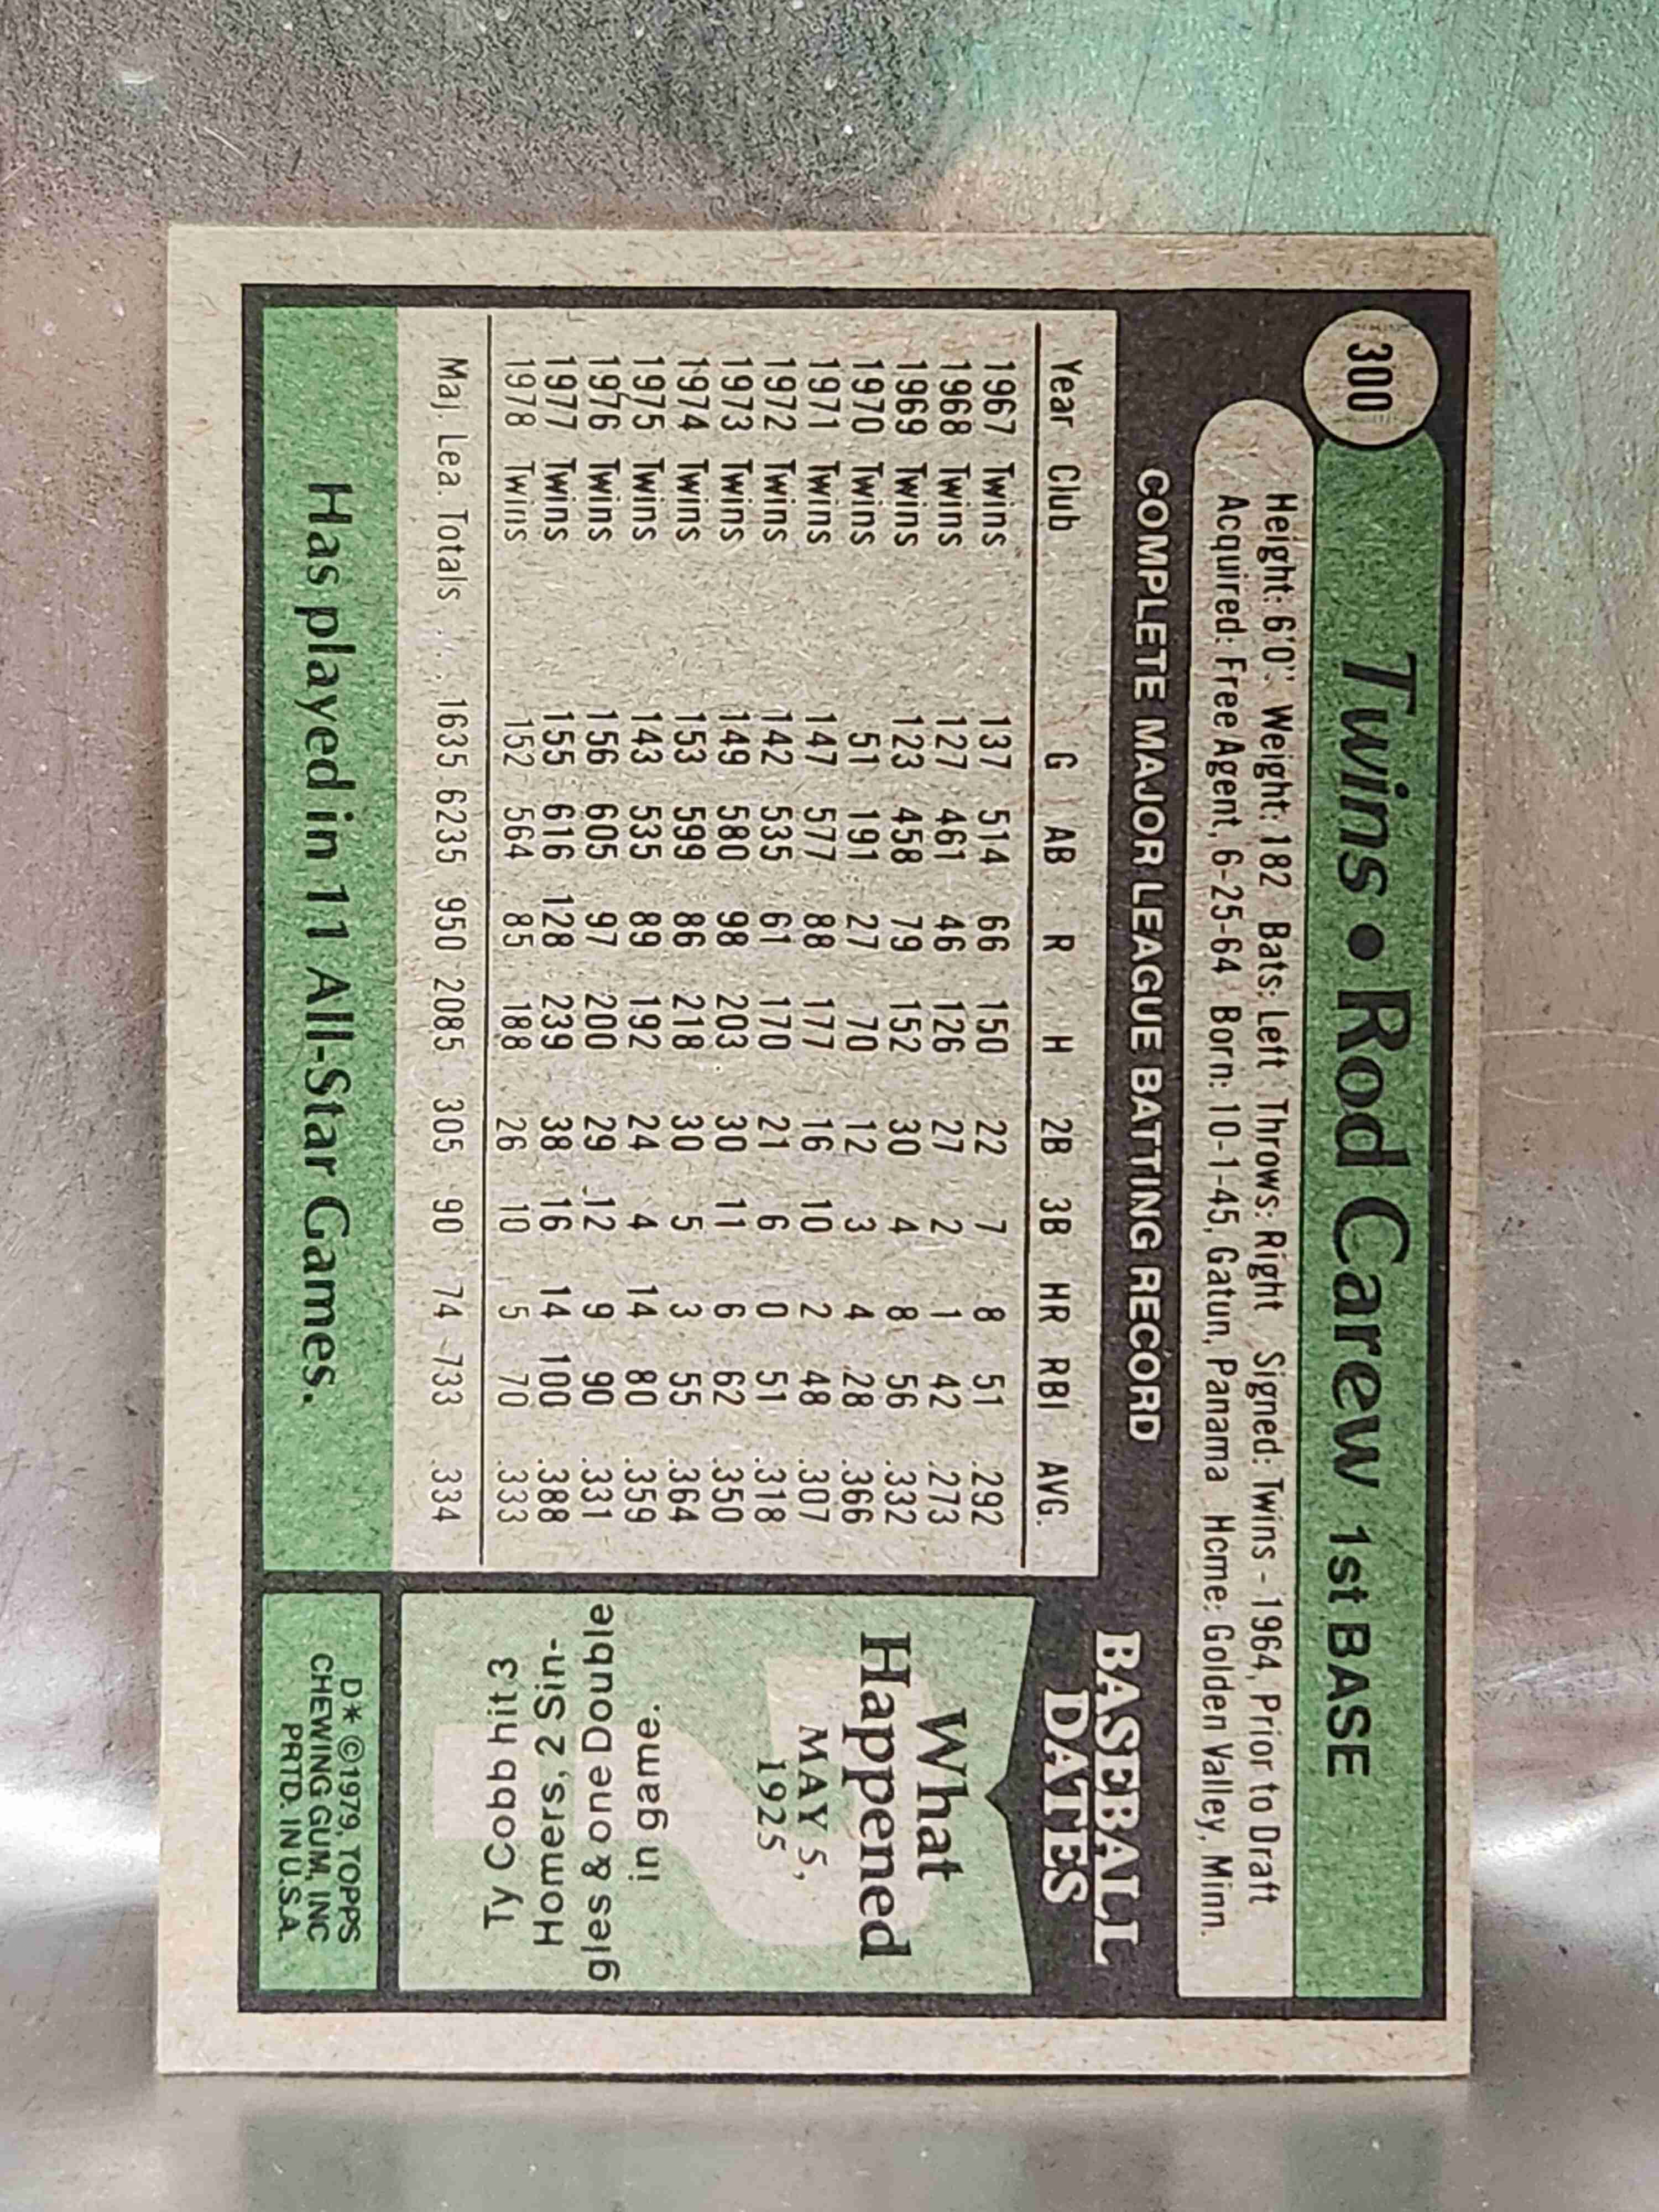 300
Twins • Rod Carew 1st BASE
Height: 6'0" Weight: 182 Bats: Left Throws: Right Signed: Twins - 1964, Prior to Draft
Acquired: Free Agent, 6-25-64 Born: 10-1-45, Gatun, Panama Home: Golden Valley, Minn.
COMPLETE MAJOR LEAGUE BATTING RECORD
Year Club G AB R H 2B 3B HR RBI AVG.
1967 Twins 137 514 66 150 22 7 8 51 .292
1968 Twins 127 461 46 126 27 2 1 42 .273
1969 Twins 123 458 79 152 30 4 8 56 .332
1970 Twins 51 191 27 70 12 3 4 28 .366
1971 Twins 147 577 88 177 16 10 2 48 .307
1972 Twins 142 535 61 170 21 6 0 51 .318
1973 Twins 149 580 98 203 30 11 6 62 .350
1974 Twins 153 599 86 218 30 5 3 55 .364
1975 Twins 143 535 89 192 24 4 14 80 .359
1976 Twins 156 605 97 200 29 12 9 90 .331
1977 Twins 155 616 128 239 38 16 14 100 .388
1978 Twins 152 564 85 188 26 10 5 70 .333
Maj. Lea. Totals . . . 1635 6235 950 2085 305 90 74 733 .334
Has played in 11 All-Star Games.
BASEBALL
DATES
What
Happened
MAY 5,
1925
Ty Cobb hit 3
Homers, 2 Sin-
gles & one Double
in game.
D* ©1979, TOPPS
CHEWING GUM, INC
PRTD. IN U.S.A.